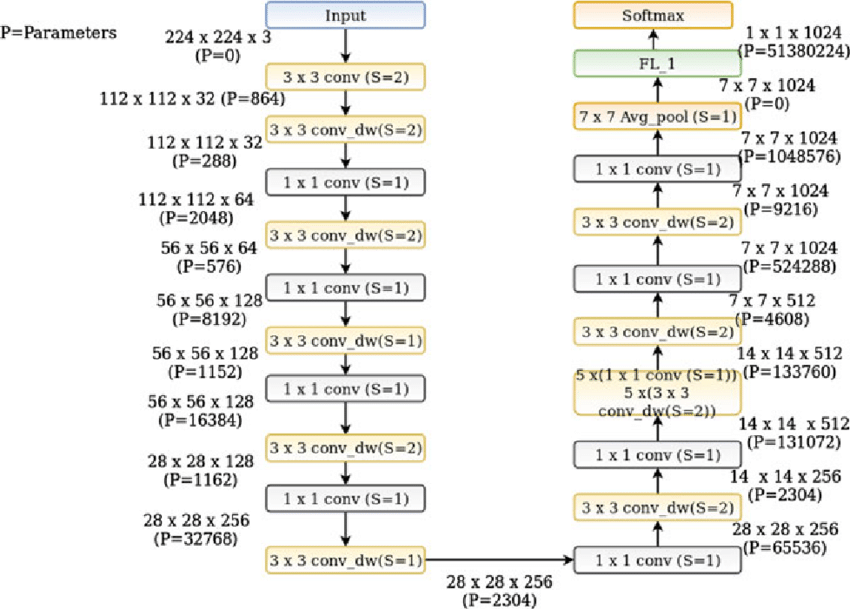 P=Parameters
Input
224 x 224 x 3
(P=0)
3 x 3 conv (S=2)
112 x 112 x 32 (P=864)
3 x 3 conv_dw(S=2)
112 x 112 x 32
(P=288)
1 x 1 conv (S=1)
112 x 112 x 64
(P=2048)
3 x 3 conv_dw(S=2)
56 x 56 x 64
(P=576)
1 x 1 conv (S=1)
56 x 56 x 128
(P=8192)
3 x 3 conv_dw(S=1)
56 x 56 x 128
(P=1152)
1 x 1 conv (S=1)
56 x 56 x 128
(P=16384)
3 x 3 conv_dw(S=2)
28 x 28 x 128
(P=1162)
1 x 1 conv (S=1)
28 x 28 x 256
(P=32768)
3 x 3 conv_dw(S=1)
28 x 28 x 256
(P=2304)
1 x 1 conv (S=1)
28 x 28 x 256
(P=65536)
3 x 3 conv_dw(S=2)
14 x 14 x 256
(P=2304)
1 x 1 conv (S=1)
14 x 14 x 512
(P=131072)
5 x(1 x 1 conv (S=1))
5 x(3 x 3
conv_dw(S=2))
14 x 14 x 512
(P=133760)
3 x 3 conv_dw(S=2)
7 x 7 x 512
(P=4608)
1 x 1 conv (S=1)
7 x 7 x 1024
(P=524288)
3 x 3 conv_dw(S=2)
7 x 7 x 1024
(P=9216)
1 x 1 conv (S=1)
7 x 7 x 1024
(P=1048576)
7 x 7 Avg_pool (S=1)
7 x 7 x 1024
(P=0)
FL_1
1 x 1 x 1024
(P=51380224)
Softmax